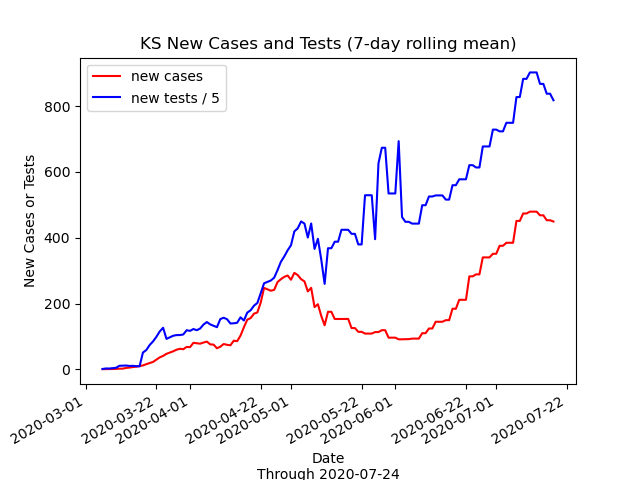 KS New Cases and Tests (7-day rolling mean)
new cases
new tests / 5
New Cases or Tests
800
600
400
200
0
2020-03-01
2020-03-22
2020-04-01
2020-04-22
2020-05-01
2020-05-22
2020-06-01
2020-06-22
2020-07-01
2020-07-22
Date
Through 2020-07-24